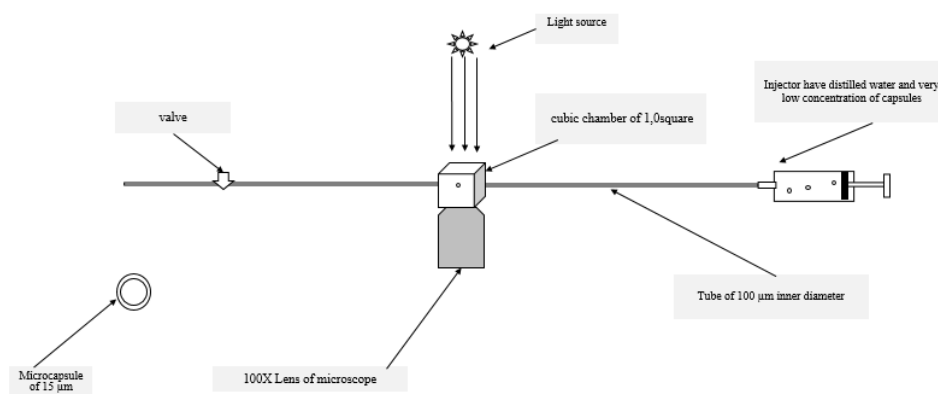 Light source
Injector have distilled water and very
low concentration of capsules
valve
cubic chamber of 1,0square
Tube of 100 µm inner diameter
Microcapsule
of 15 µm
100X Lens of microscope